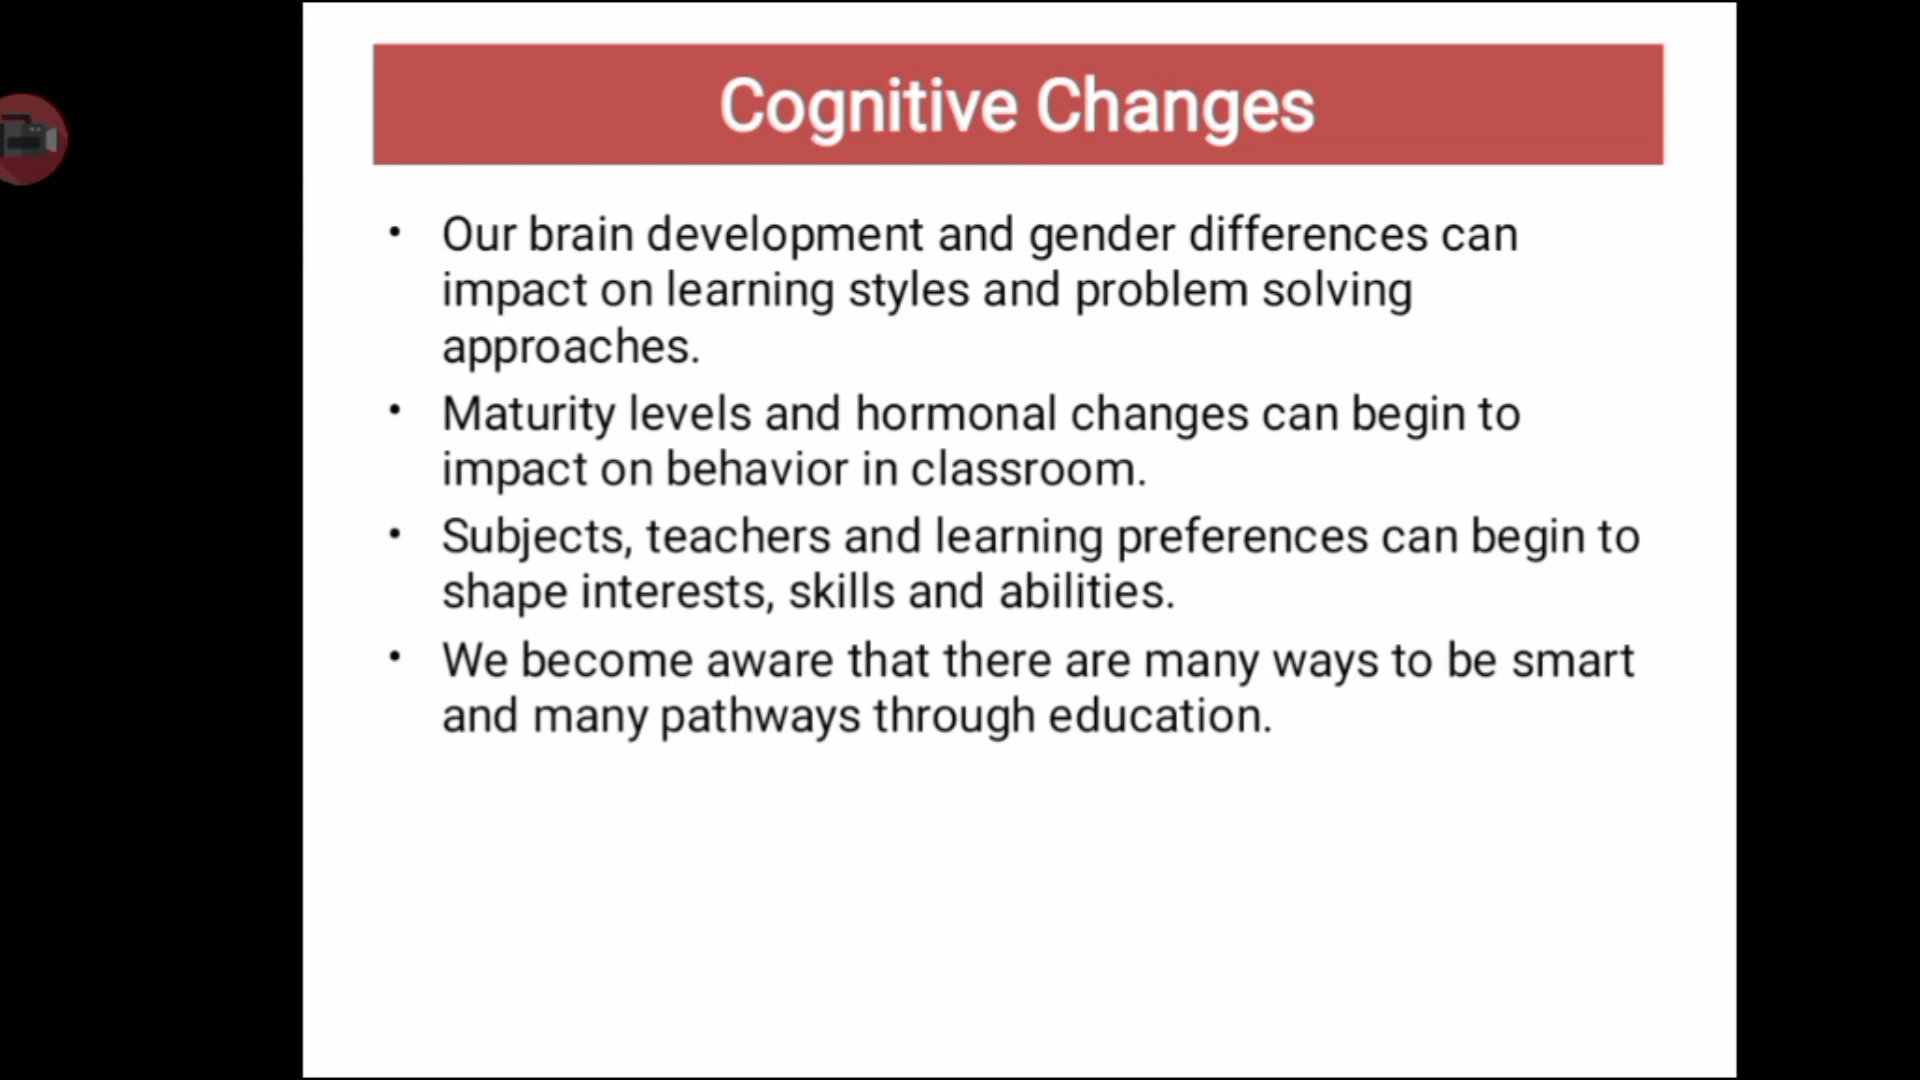 Cognitive Changes
• Our brain development and gender differences can
impact on learning styles and problem solving
approaches.
• Maturity levels and hormonal changes can begin to
impact on behavior in classroom.
• Subjects, teachers and learning preferences can begin to
shape interests, skills and abilities.
• We become aware that there are many ways to be smart
and many pathways through education.